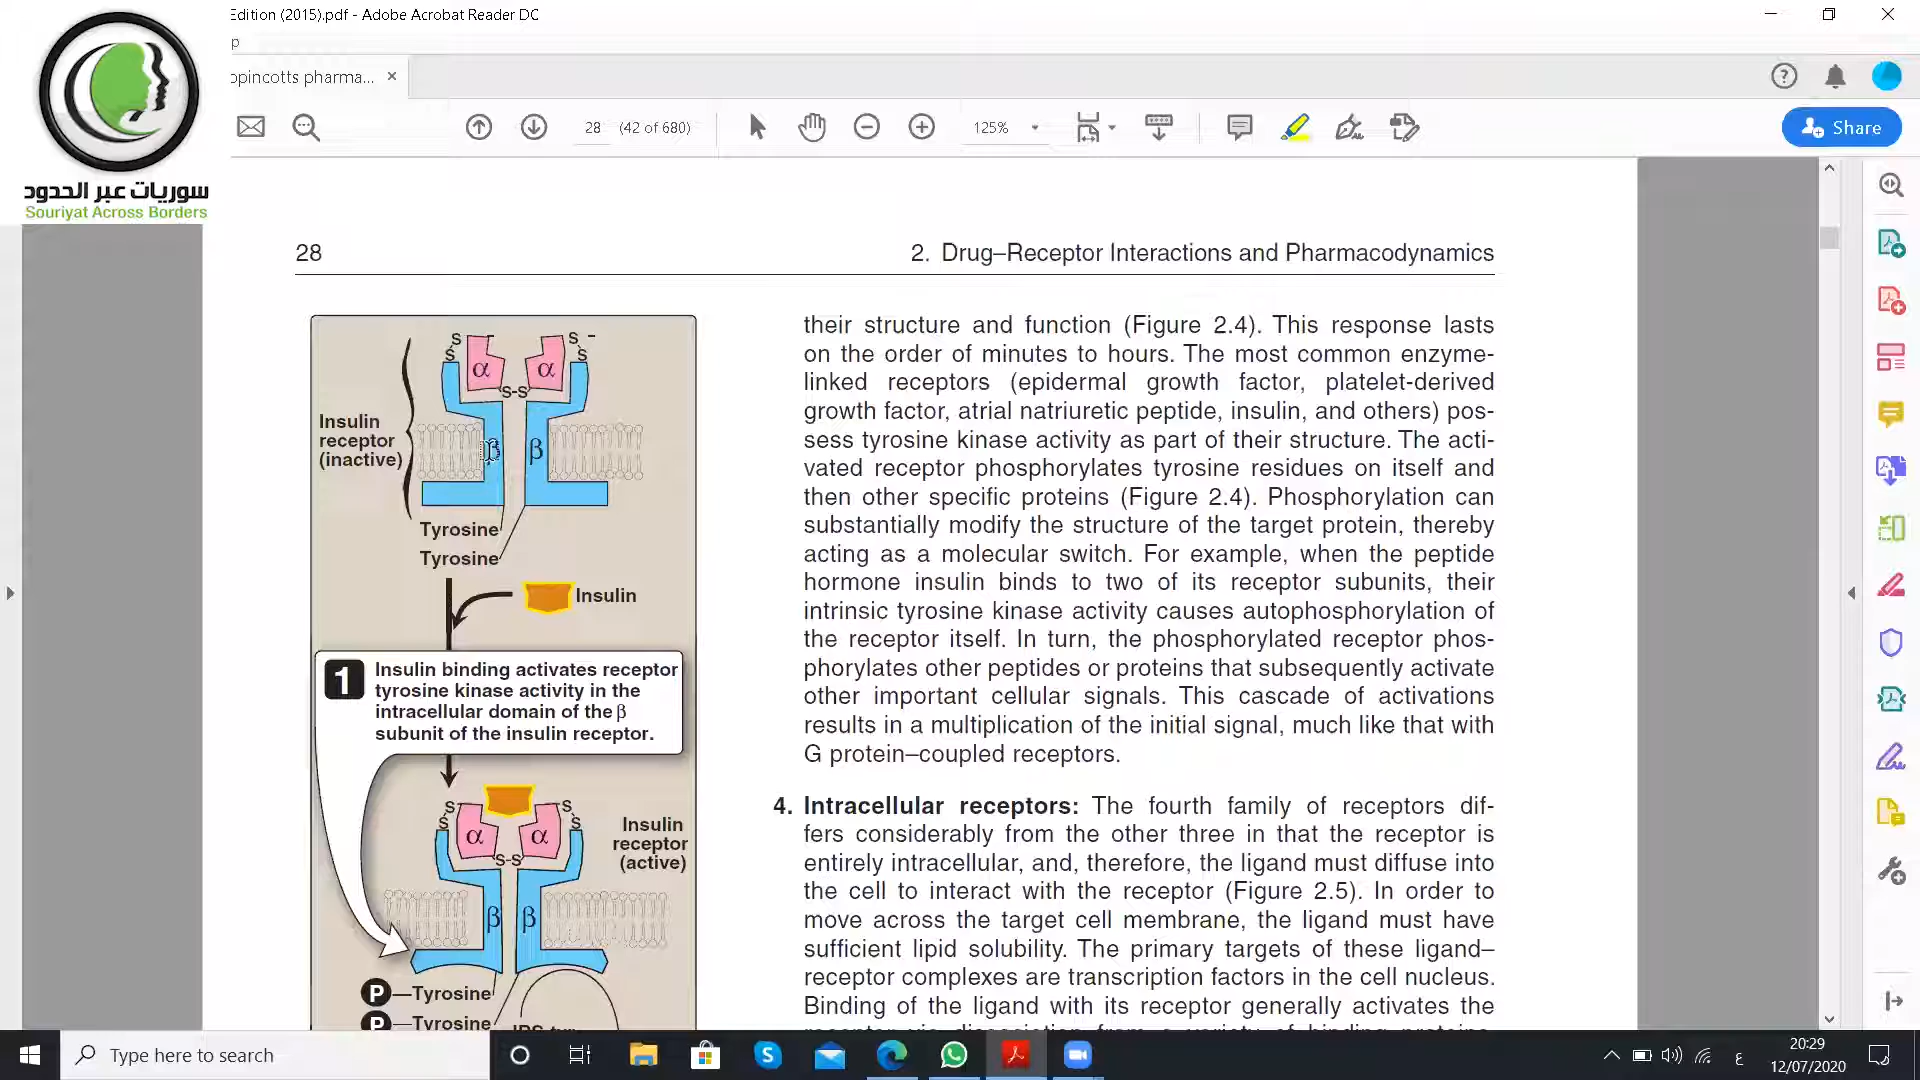 Edition (2015).pdf - Adobe Acrobat Reader DC
p
opincotts pharma...
28 (42 of 680)
125%
Share
سوريات عبر الحدود
Souriyat Across Borders
28
2. Drug–Receptor Interactions and Pharmacodynamics
S
S
α
α
S
S
S-S
Insulin
receptor
(inactive)
β
β
Tyrosine
Tyrosine
Insulin
1
Insulin binding activates receptor
tyrosine kinase activity in the
intracellular domain of the β
subunit of the insulin receptor.
S
S
α
α
S
S
S-S
Insulin
receptor
(active)
β
β
P—Tyrosine
P—Tyrosine
their structure and function (Figure 2.4). This response lasts
on the order of minutes to hours. The most common enzyme-
linked receptors (epidermal growth factor, platelet-derived
growth factor, atrial natriuretic peptide, insulin, and others) pos-
sess tyrosine kinase activity as part of their structure. The acti-
vated receptor phosphorylates tyrosine residues on itself and
then other specific proteins (Figure 2.4). Phosphorylation can
substantially modify the structure of the target protein, thereby
acting as a molecular switch. For example, when the peptide
hormone insulin binds to two of its receptor subunits, their
intrinsic tyrosine kinase activity causes autophosphorylation of
the receptor itself. In turn, the phosphorylated receptor phos-
phorylates other peptides or proteins that subsequently activate
other important cellular signals. This cascade of activations
results in a multiplication of the initial signal, much like that with
G protein–coupled receptors.
4. Intracellular receptors: The fourth family of receptors dif-
fers considerably from the other three in that the receptor is
entirely intracellular, and, therefore, the ligand must diffuse into
the cell to interact with the receptor (Figure 2.5). In order to
move across the target cell membrane, the ligand must have
sufficient lipid solubility. The primary targets of these ligand–
receptor complexes are transcription factors in the cell nucleus.
Binding of the ligand with its receptor generally activates the
Type here to search
ع
20:29
12/07/2020